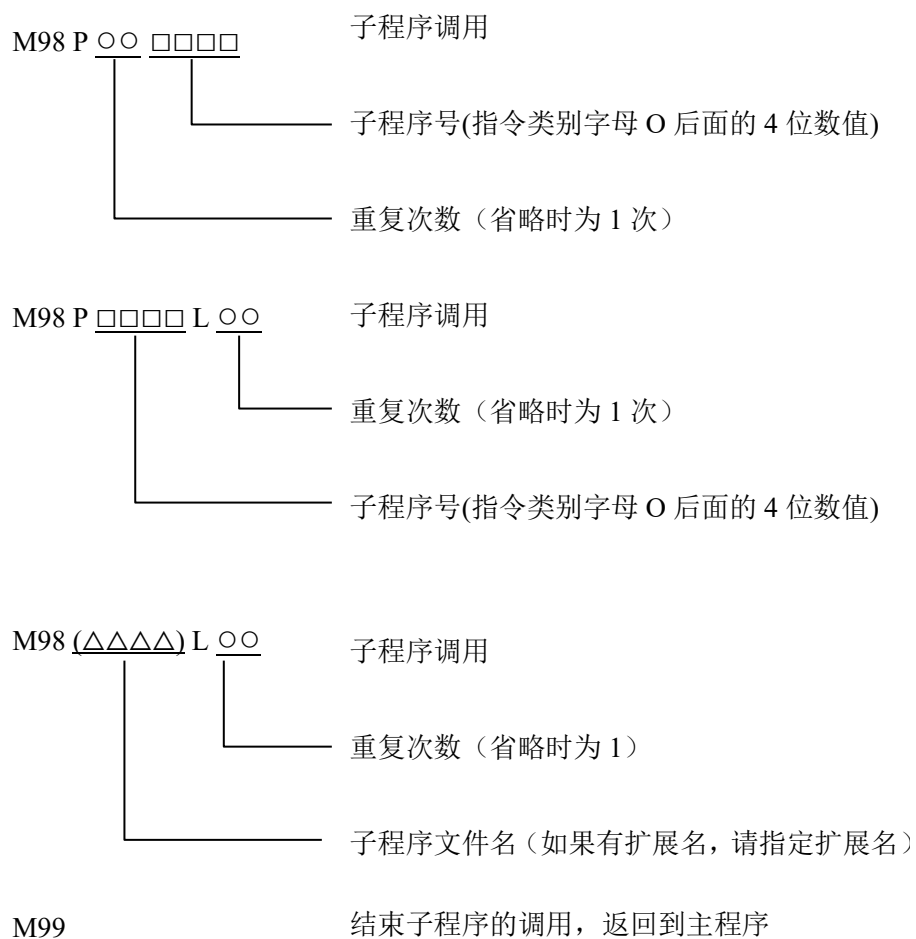 M98 P ○○ □□□□ 子程序调用
子程序号(指令类别字母 O 后面的 4 位数值)
重复次数（省略时为 1 次）
M98 P □□□□ L ○○ 子程序调用
重复次数（省略时为 1 次）
子程序号(指令类别字母 O 后面的 4 位数值)
M98 (△△△△) L ○○ 子程序调用
重复次数（省略时为 1）
子程序文件名（如果有扩展名，请指定扩展名）
M99 结束子程序的调用，返回到主程序